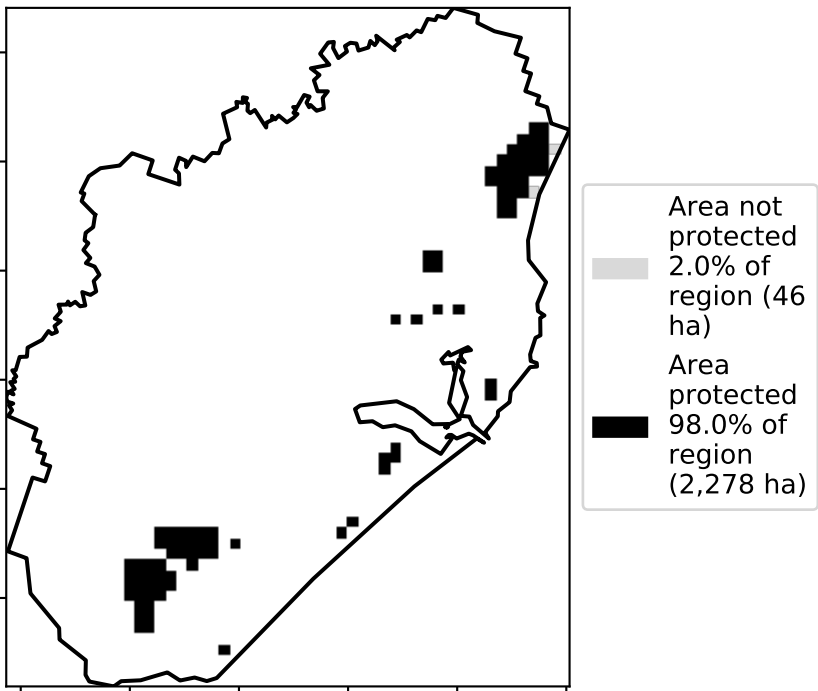 Area not
protected
2.0% of
region (46
ha)
Area
protected
98.0% of
region
(2,278 ha)